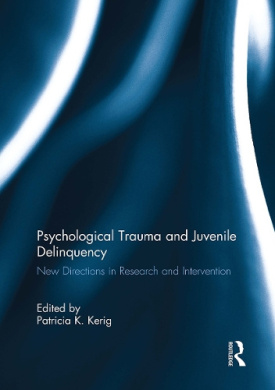 Psychological Trauma and Juvenile
Delinquency
New Directions in Research and Intervention
Edited by
Patricia K. Kerig
ROUTLEDGE